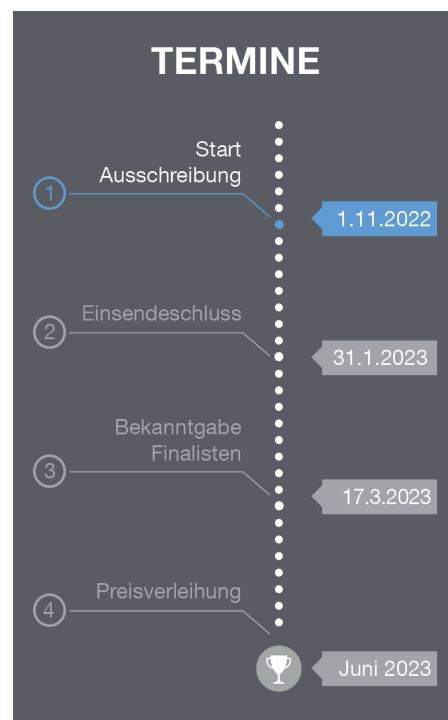 TERMINE
Start
Ausschreibung
1
1.11.2022
Einsendeschluss
2
31.1.2023
Bekanntgabe
Finalisten
3
17.3.2023
Preisverleihung
4
Juni 2023